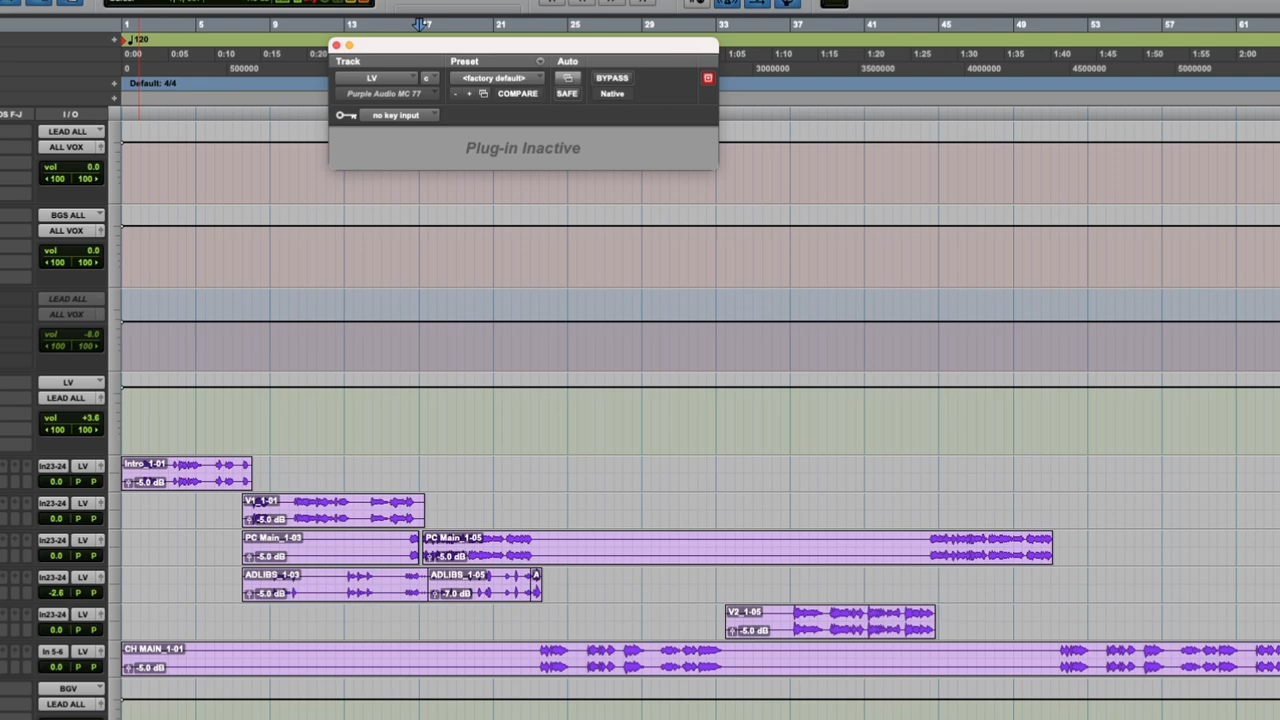 1 5 9 13 17 21 25 29 33 37 41 45 49 53 57 61
120
0:00 0:05 0:10 0:15 0:20 1:05 1:10 1:15 1:20 1:25 1:30 1:35 1:40 1:45 1:50 1:55 2:00
0 500000 3000000 3500000 4000000 4500000 5000000
Default: 4/4
Track Preset Auto
LV c <factory default> BYPASS
Purple Audio MC 77 - + COMPARE SAFE Native
no key input
Plug-in Inactive
DS F-J I / O
LEAD ALL
ALL VOX
vol 0.0
100 100
BGS ALL
ALL VOX
vol 0.0
100 100
LEAD ALL
ALL VOX
vol -8.0
100 100
LV
LEAD ALL
vol +3.6
100 100
In23-24 LV Intro_1-01
0.0 P P -5.0 dB
In23-24 LV V1_1-01
0.0 P P -5.0 dB
In23-24 LV PC Main_1-03 PC Main_1-05
0.0 P P -5.0 dB -5.0 dB
In23-24 LV ADLIBS_1-03 ADLIBS_1-05 A
-2.6 P P -5.0 dB -7.0 dB
In23-24 LV V2_1-05
0.0 P P -5.0 dB
In 5-6 LV CH MAIN_1-01
0.0 P P -5.0 dB
BGV
LEAD ALL